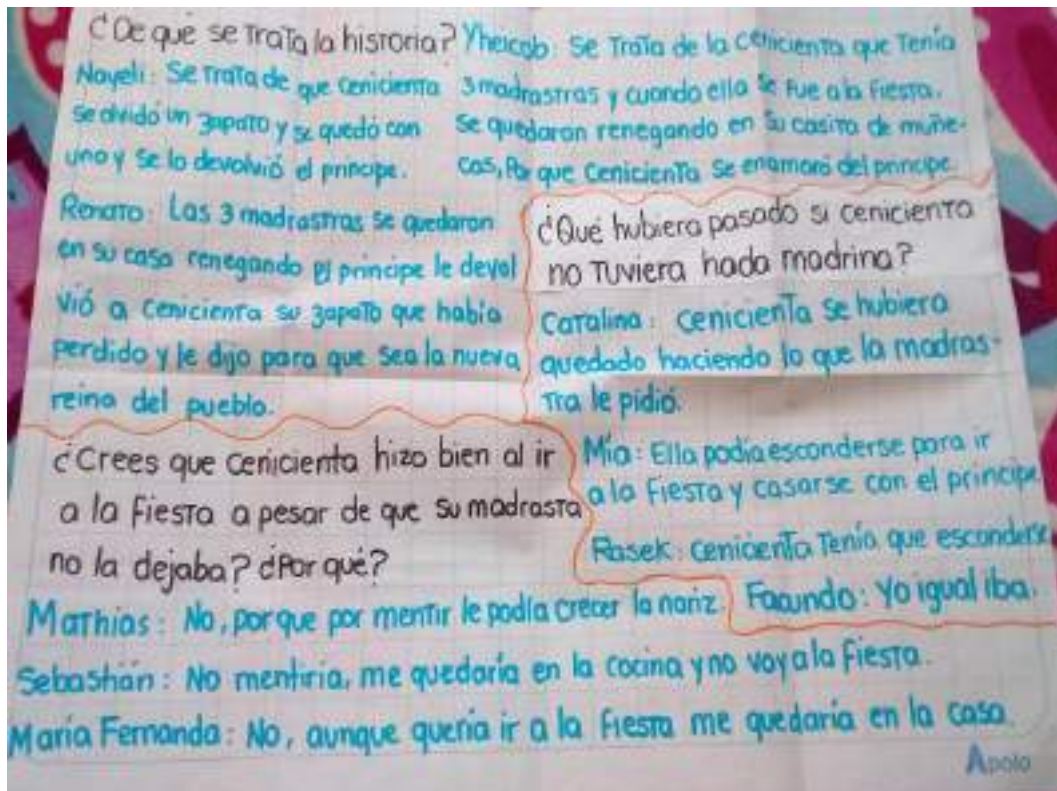 ¿De qué se trata la historia?
Nayeli: Se trata de que Cenicienta
se olvidó un zapato y se quedó con
uno y se lo devolvió el príncipe.
Yheicob: Se trata de la Cenicienta que tenía
3 madrastras y cuando ella se fue a la fiesta.
Se quedaron renegando en su casita de muñe-
cas, Por que Cenicienta se enamoró del príncipe.
Renato: Las 3 madrastras se quedaron
en su casa renegando El príncipe le devol
vió a Cenicienta su zapato que había
perdido y le dijo para que sea la nueva
reina del pueblo.
¿Qué hubiera pasado si cenicienta
no tuviera hada madrina?
Catalina: Cenicienta se hubiera
quedado haciendo lo que la madras-
tra le pidió.
Mía: Ella podía esconderse para ir
a la fiesta y casarse con el príncipe
Rasek: Cenicienta tenía que esconderse
Facundo: Yo igual iba.
¿Crees que cenicienta hizo bien al ir
a la fiesta a pesar de que su madrasta
no la dejaba? ¿Por qué?
Mathias: No, por que por mentir le podía crecer la nariz.
Sebastián: No mentiría, me quedaría en la cocina y no voy a la fiesta.
María Fernanda: No, aunque quería ir a la fiesta me quedaría en la casa.
Apolo